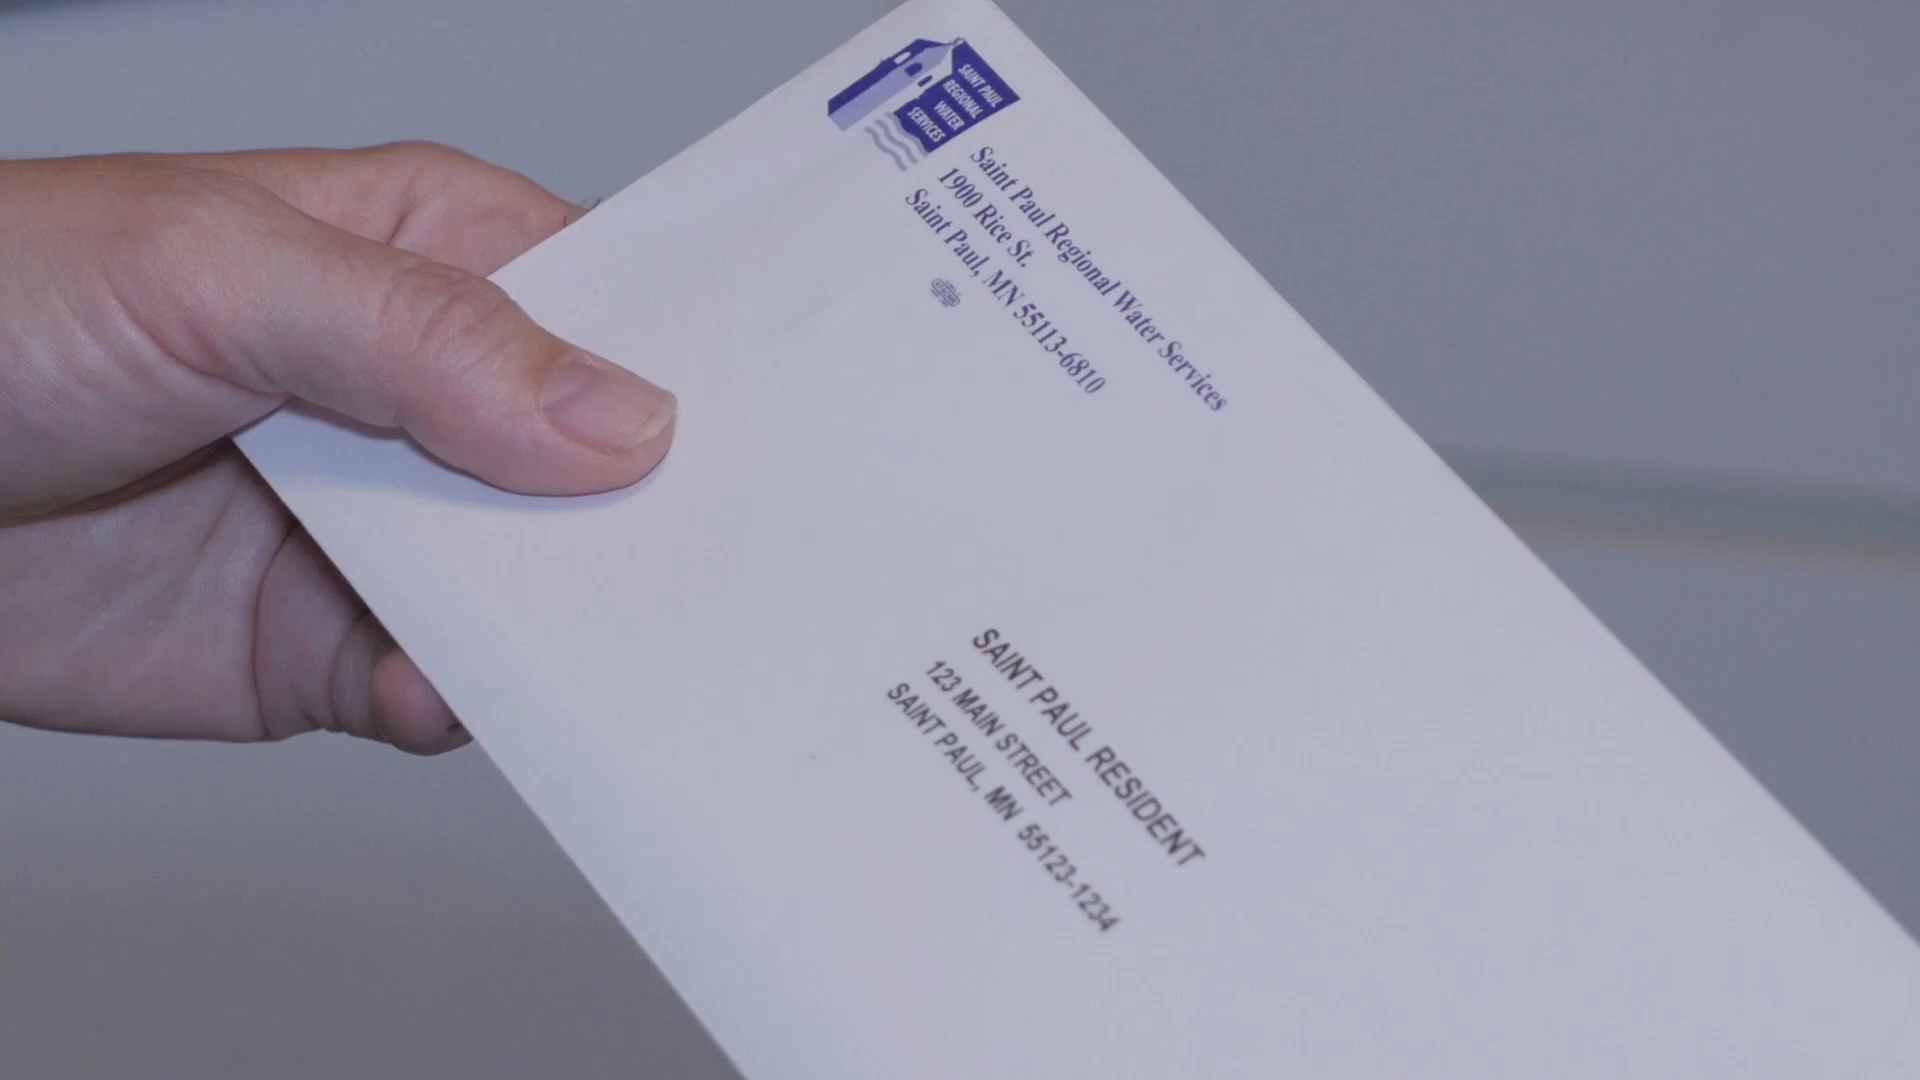 SAINT PAUL
REGIONAL
WATER
SERVICES
Saint Paul Regional Water Services
1900 Rice St.
Saint Paul, MN 55113-6810
SAINT PAUL RESIDENT
123 MAIN STREET
SAINT PAUL, MN 55123-1234